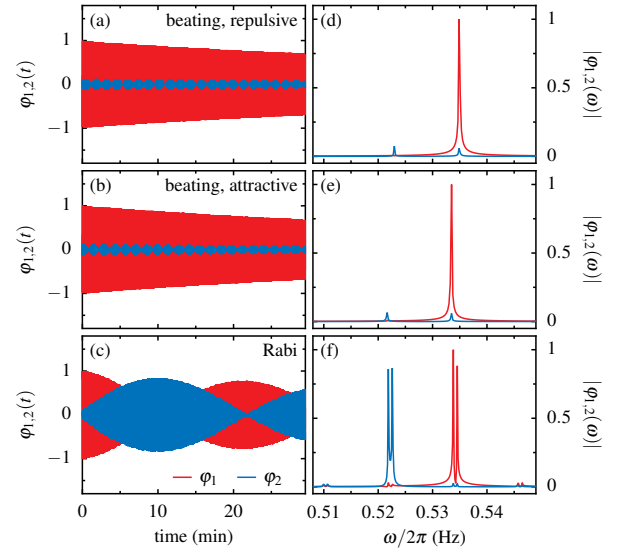 (a) beating, repulsive
φ₁,₂(t)
1
0
−1
(d)
1
0.5
0
|φ₁,₂(ω)|
(b) beating, attractive
φ₁,₂(t)
1
0
−1
(e)
1
0.5
0
|φ₁,₂(ω)|
(c) Rabi
φ₁,₂(t)
1
0
−1
φ₁ φ₂
0 10 20
time (min)
(f)
1
0.5
0
|φ₁,₂(ω)|
0.51 0.52 0.53 0.54
ω/2π (Hz)